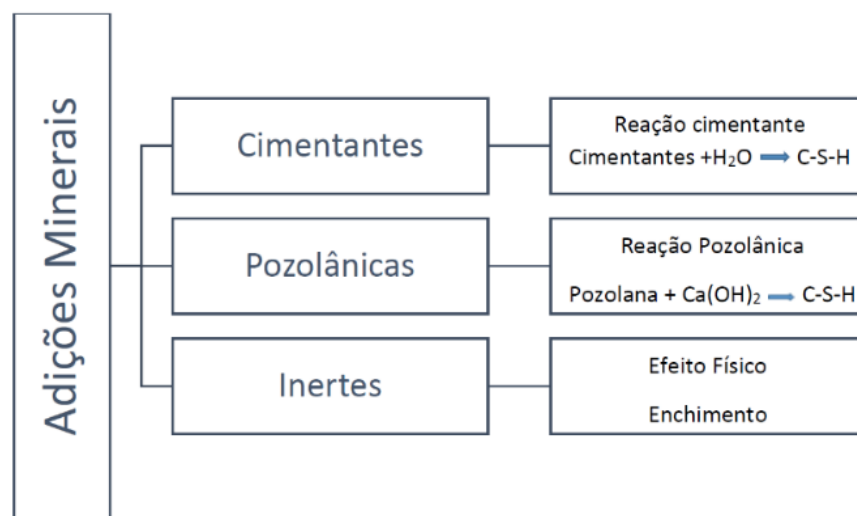 Adições Minerais
Cimentantes
Reação cimentante
Cimentantes +H₂O ➡ C-S-H
Pozolânicas
Reação Pozolânica
Pozolana + Ca(OH)₂ ➡ C-S-H
Inertes
Efeito Físico
Enchimento